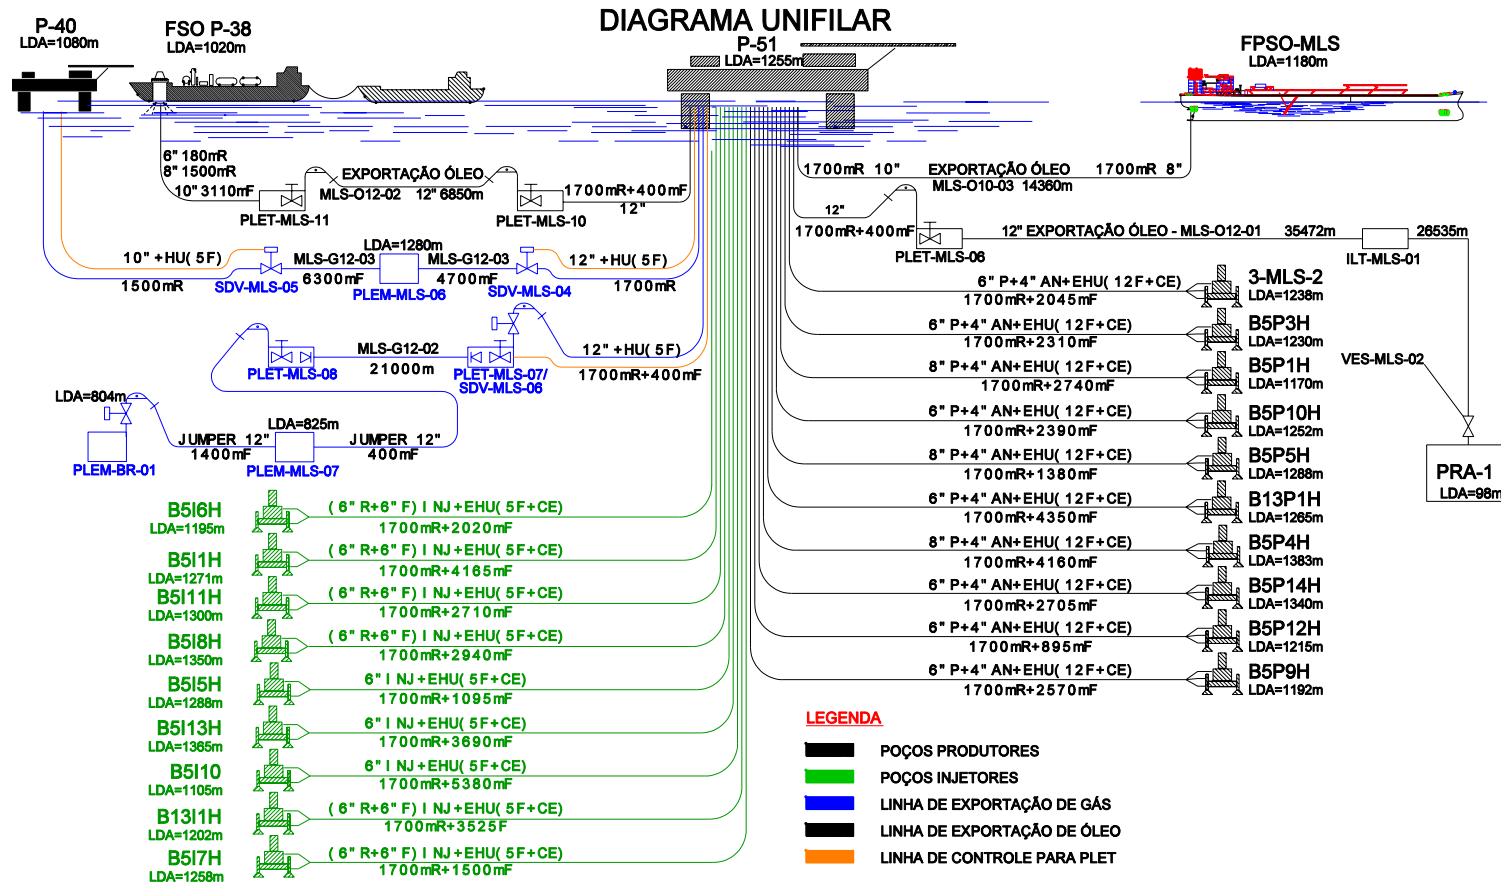 DIAGRAMA UNIFILAR
P-40
LDA=1080m
FSO P-38
LDA=1020m
P-51
LDA=1255m
FPSO-MLS
LDA=1180m
6" 180mR
8" 1500mR
10" 3110mF
PLET-MLS-11
EXPORTAÇÃO ÓLEO
MLS-O12-02 12" 6850m
PLET-MLS-10
1700mR+400mF
12"
1700mR 10" EXPORTAÇÃO ÓLEO 1700mR 8"
MLS-O10-03 14360m
12"
1700mR+400mF
PLET-MLS-06
12" EXPORTAÇÃO ÓLEO - MLS-O12-01 35472m
ILT-MLS-01
26535m
VES-MLS-02
PRA-1
LDA=98m
10" +HU( 5F)
1500mR
SDV-MLS-05
MLS-G12-03
6300mF
LDA=1280m
PLEM-MLS-06
MLS-G12-03
4700mF
SDV-MLS-04
12" +HU( 5F)
1700mR
PLET-MLS-08
MLS-G12-02
21000m
PLET-MLS-07/
SDV-MLS-06
12" +HU( 5F)
1700mR+400mF
LDA=804m
PLEM-BR-01
JUMPER 12"
1400mF
LDA=825m
PLEM-MLS-07
JUMPER 12"
400mF
6" P+4" AN+EHU( 12F+CE)
1700mR+2045mF
3-MLS-2
LDA=1238m
6" P+4" AN+EHU( 12F+CE)
1700mR+2310mF
B5P3H
LDA=1230m
8" P+4" AN+EHU( 12F+CE)
1700mR+2740mF
B5P1H
LDA=1170m
6" P+4" AN+EHU( 12F+CE)
1700mR+2390mF
B5P10H
LDA=1252m
8" P+4" AN+EHU( 12F+CE)
1700mR+1380mF
B5P5H
LDA=1288m
6" P+4" AN+EHU( 12F+CE)
1700mR+4350mF
B13P1H
LDA=1265m
8" P+4" AN+EHU( 12F+CE)
1700mR+4160mF
B5P4H
LDA=1383m
6" P+4" AN+EHU( 12F+CE)
1700mR+2705mF
B5P14H
LDA=1340m
6" P+4" AN+EHU( 12F+CE)
1700mR+895mF
B5P12H
LDA=1215m
6" P+4" AN+EHU( 12F+CE)
1700mR+2570mF
B5P9H
LDA=1192m
B5I6H
LDA=1195m
( 6" R+6" F) I NJ+EHU( 5F+CE)
1700mR+2020mF
B5I1H
LDA=1271m
( 6" R+6" F) I NJ+EHU( 5F+CE)
1700mR+4165mF
B5I11H
LDA=1300m
( 6" R+6" F) I NJ+EHU( 5F+CE)
1700mR+2710mF
B5I8H
LDA=1350m
( 6" R+6" F) I NJ+EHU( 5F+CE)
1700mR+2940mF
B5I5H
LDA=1288m
6" I NJ+EHU( 5F+CE)
1700mR+1095mF
B5I13H
LDA=1365m
6" I NJ+EHU( 5F+CE)
1700mR+3690mF
B5I10
LDA=1105m
6" I NJ+EHU( 5F+CE)
1700mR+5380mF
B13I1H
LDA=1202m
( 6" R+6" F) I NJ+EHU( 5F+CE)
1700mR+3525F
B5I7H
LDA=1258m
( 6" R+6" F) I NJ+EHU( 5F+CE)
1700mR+1500mF
LEGENDA
POÇOS PRODUTORES
POÇOS INJETORES
LINHA DE EXPORTAÇÃO DE GÁS
LINHA DE EXPORTAÇÃO DE ÓLEO
LINHA DE CONTROLE PARA PLET